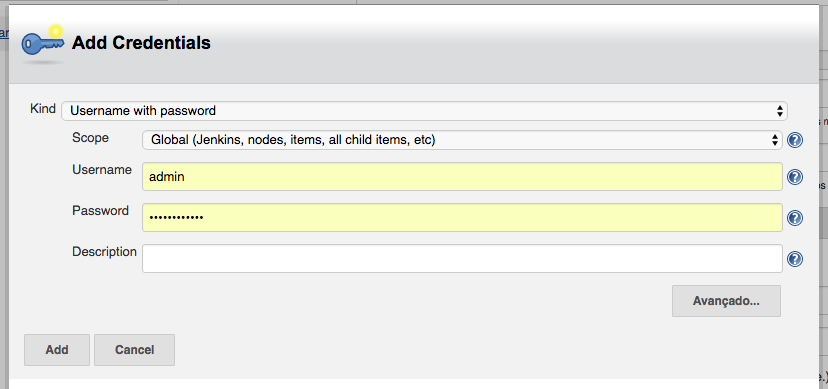 Add Credentials
Kind Username with password
Scope Global (Jenkins, nodes, items, all child items, etc)
Username admin
Password ••••••••••••
Description
Avançado...
Add Cancel